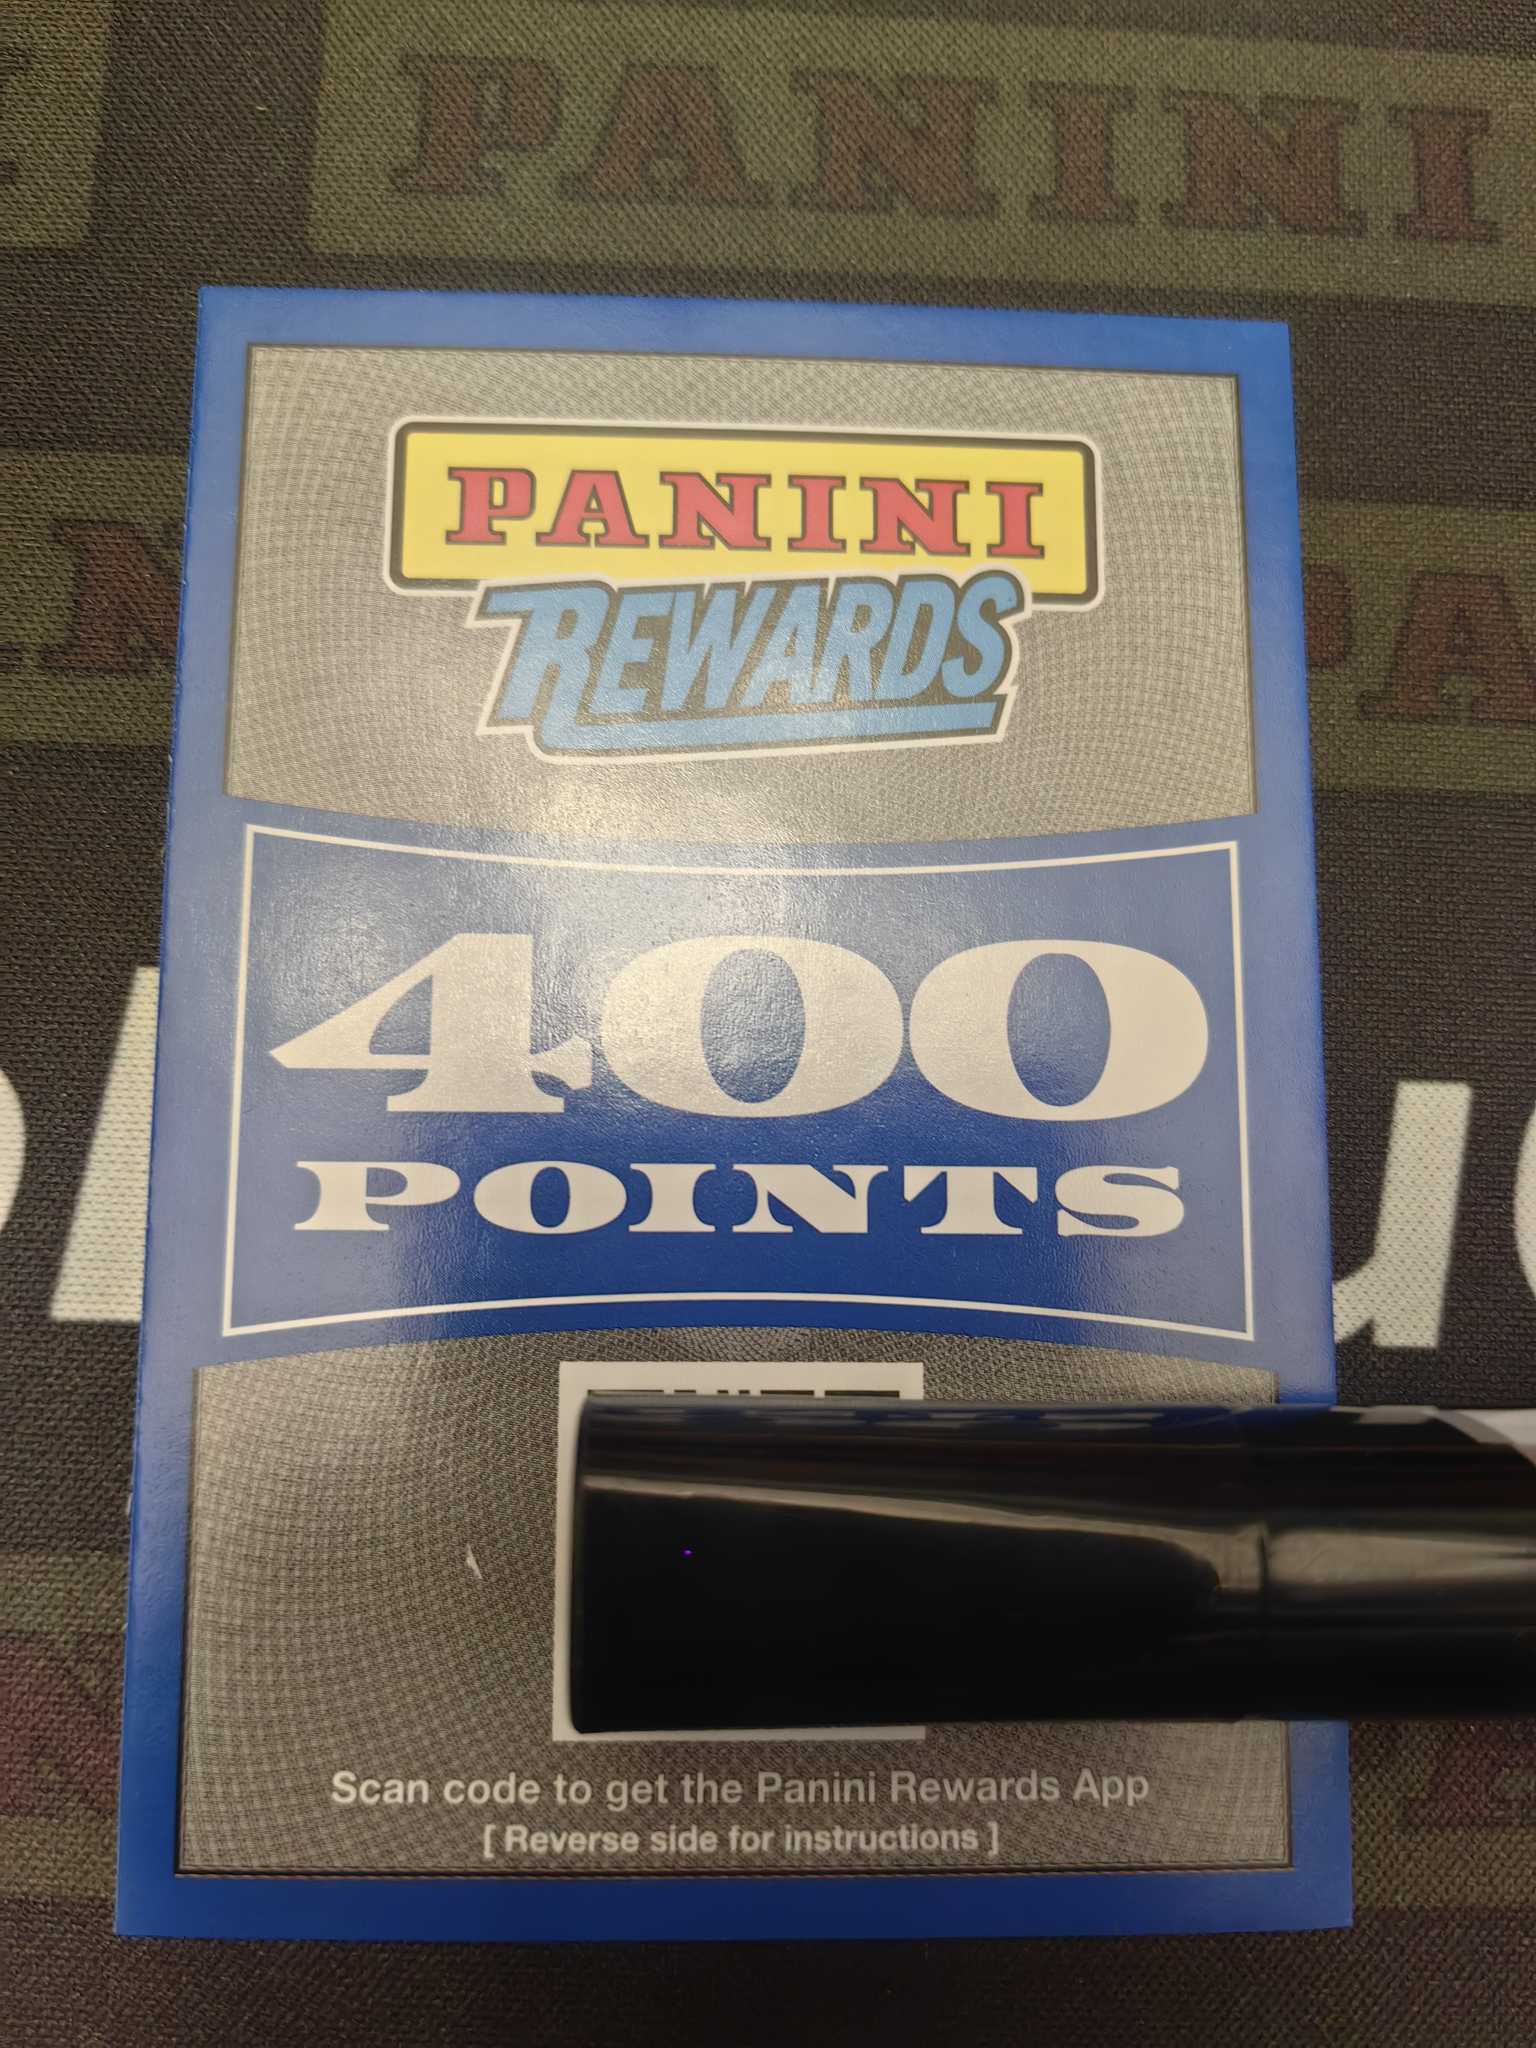 PANINI
PANINI
REWARDS
400
POINTS
Scan code to get the Panini Rewards App
[ Reverse side for instructions ]